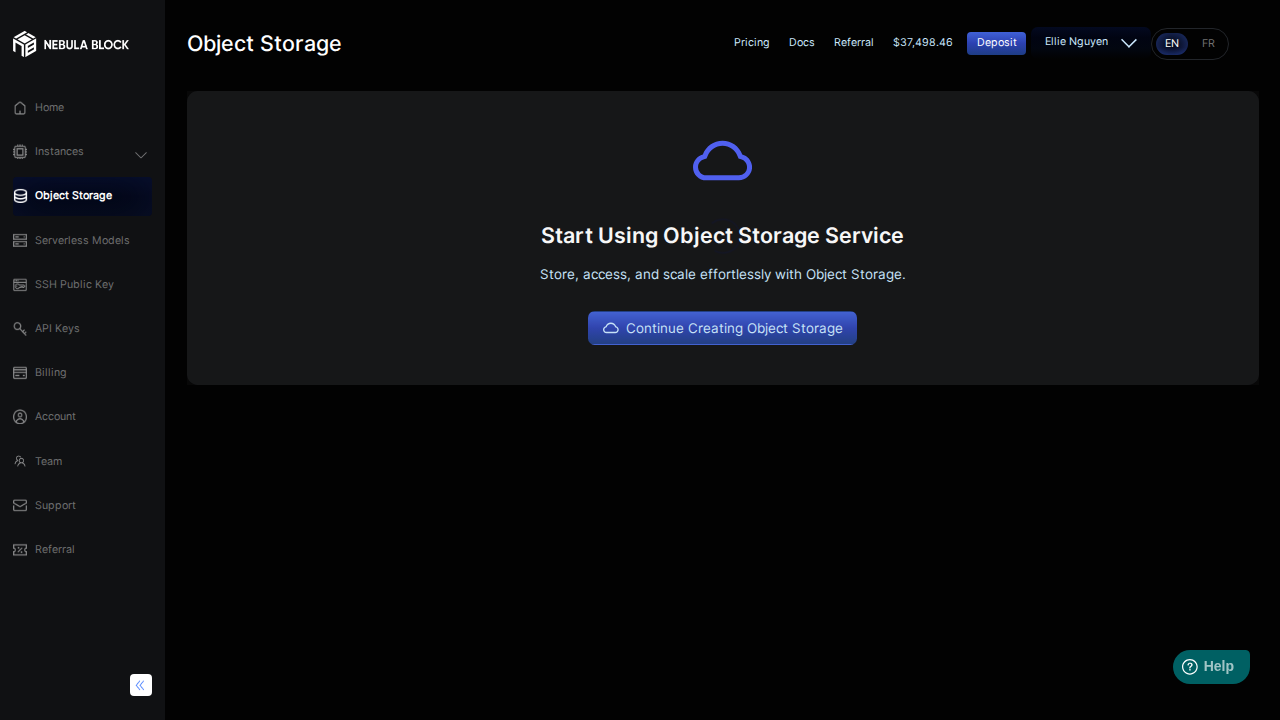 NEBULA BLOCK
Home
Instances
Object Storage
Serverless Models
SSH Public Key
API Keys
Billing
Account
Team
Support
Referral
Object Storage
Pricing Docs Referral $37,498.46 Deposit Ellie Nguyen EN FR
Start Using Object Storage Service
Store, access, and scale effortlessly with Object Storage.
Continue Creating Object Storage
Help